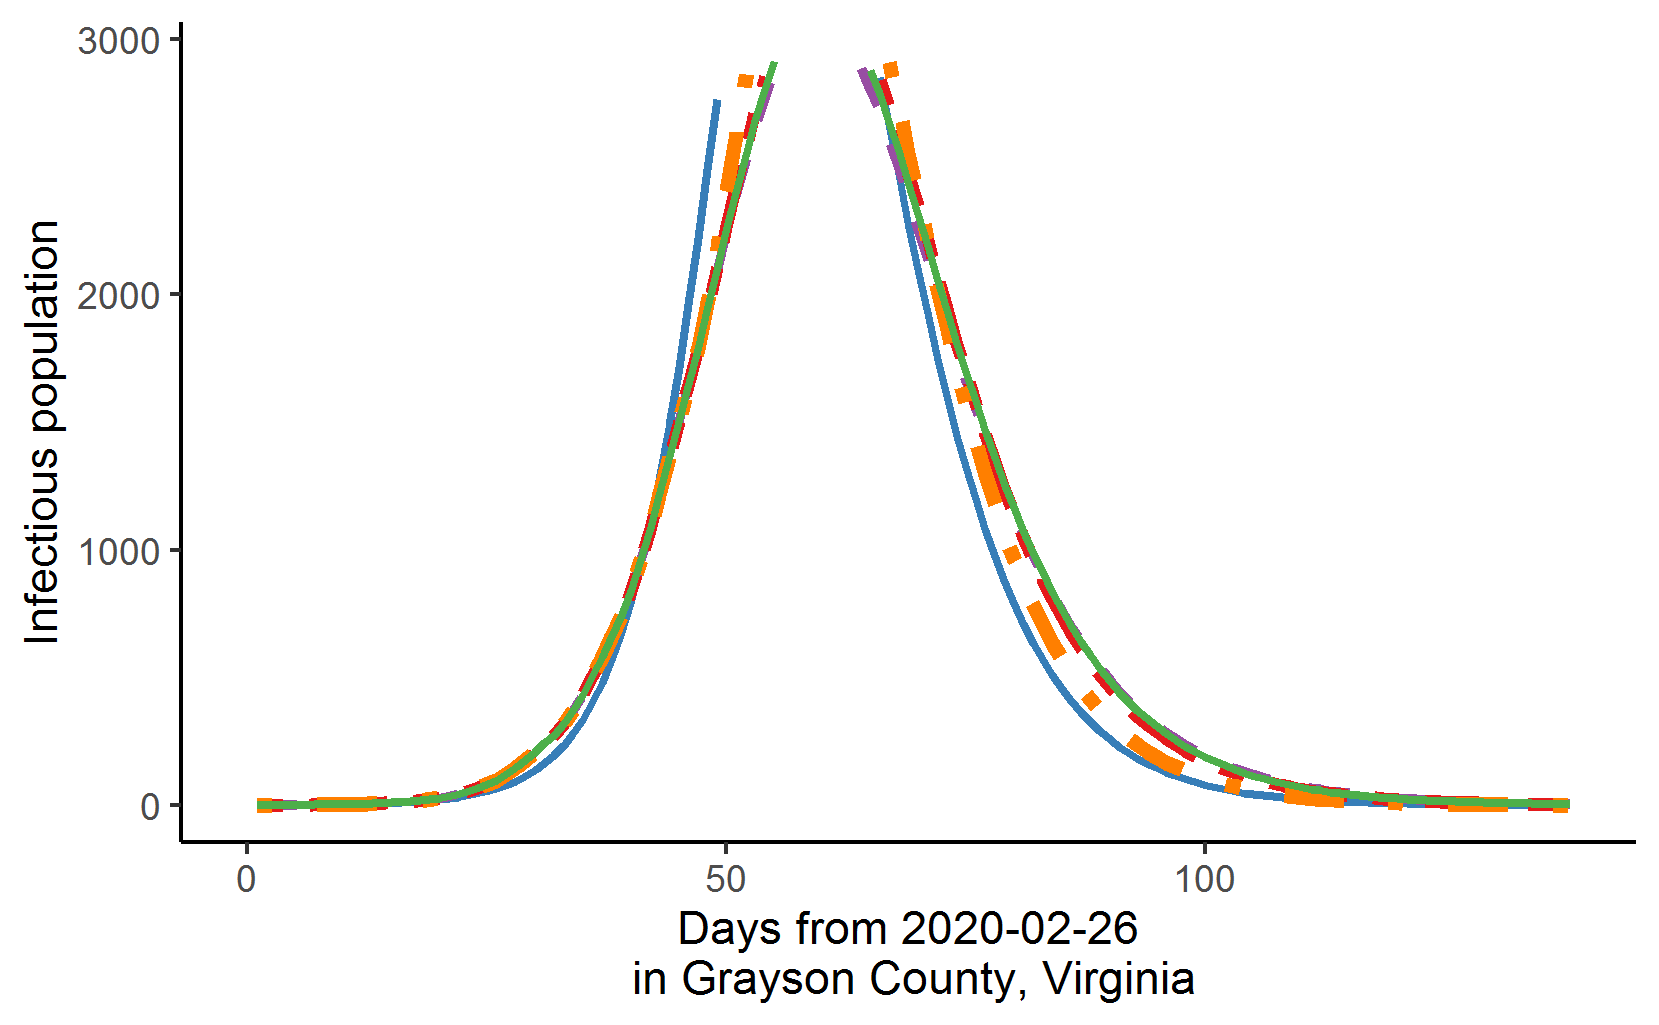 3000
2000
1000
0
Infectious population
0 50 100
Days from 2020-02-26
in Grayson County, Virginia